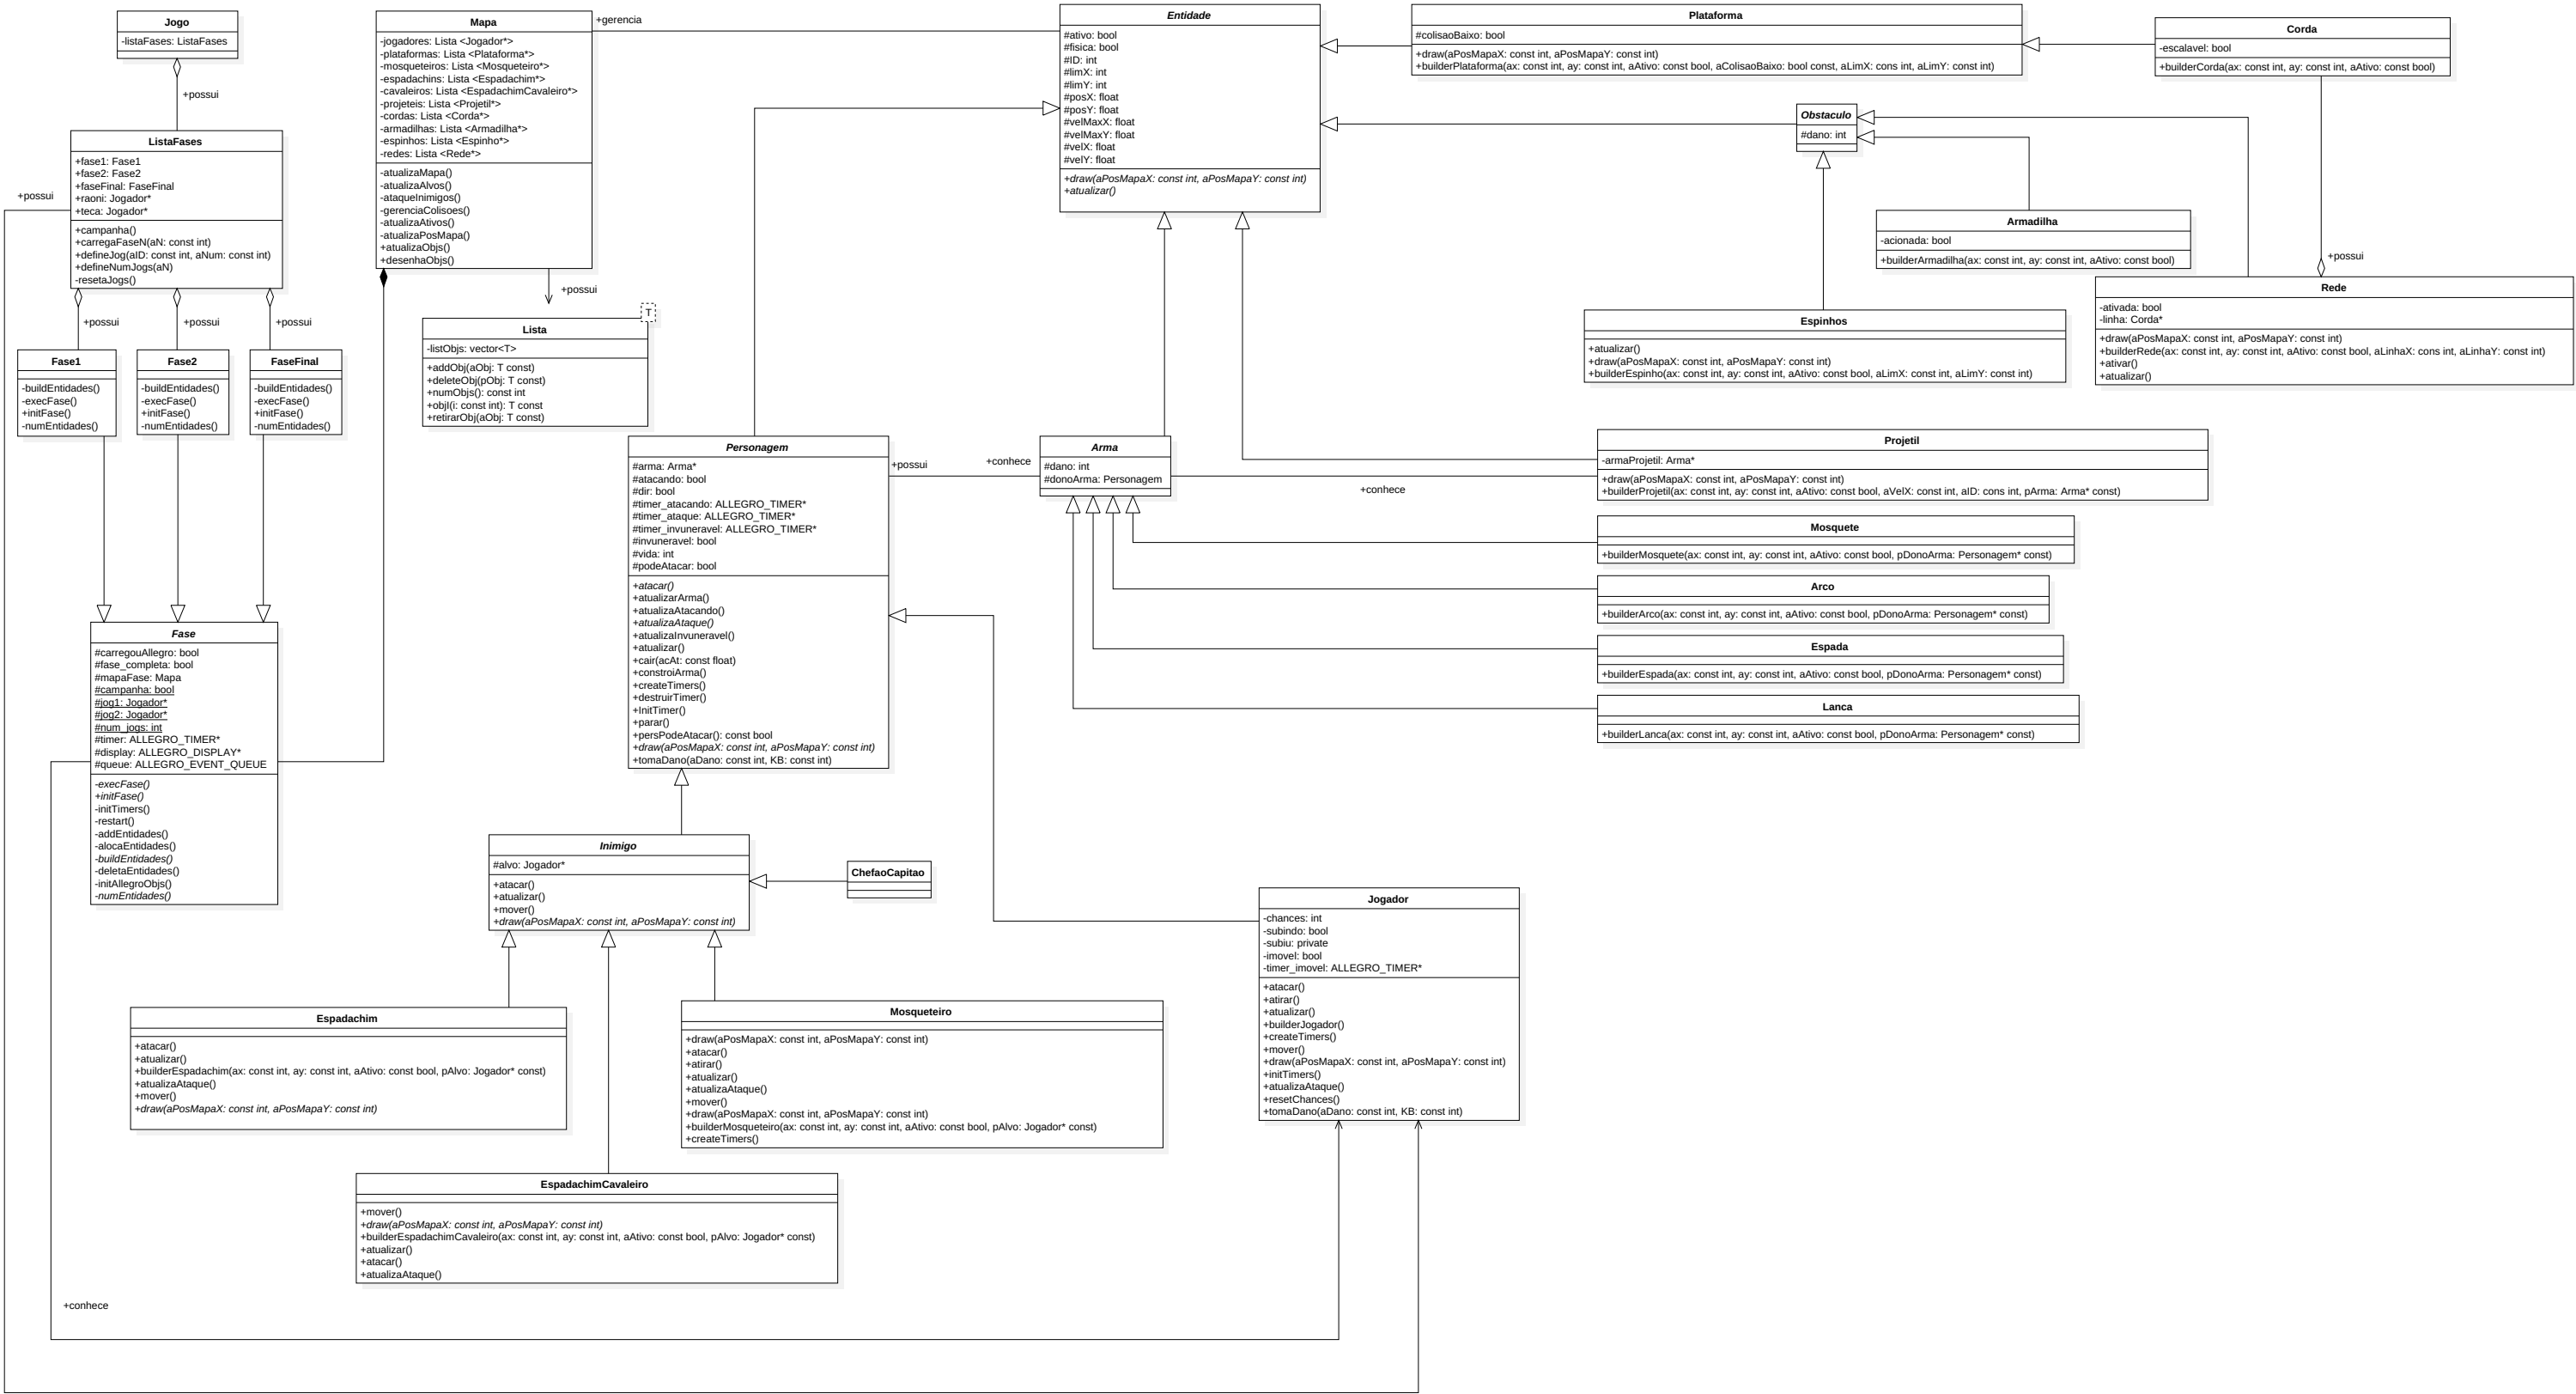 Jogo
-listaFases: ListaFases
+possui
ListaFases
+fase1: Fase1
+fase2: Fase2
+faseFinal: FaseFinal
+raoni: Jogador*
+teca: Jogador*
+campanha()
+carregaFaseN(aN: const int)
+defineJog(aID: const int, aNum: const int)
+defineNumJogs(aN)
-resetaJogs()
+possui
+possui
+possui
+possui
Fase1
-buildEntidades()
-execFase()
+initFase()
-numEntidades()
Fase2
-buildEntidades()
-execFase()
+initFase()
-numEntidades()
FaseFinal
-buildEntidades()
-execFase()
+initFase()
-numEntidades()
Fase
#carregouAllegro: bool
#fase_completa: bool
#mapaFase: Mapa
#campanha: bool
#jog1: Jogador*
#jog2: Jogador*
#num_jogs: int
#timer: ALLEGRO_TIMER*
#display: ALLEGRO_DISPLAY*
#queue: ALLEGRO_EVENT_QUEUE
-execFase()
+initFase()
-initTimers()
-restart()
-addEntidades()
-alocaEntidades()
-buildEntidades()
-deletaEntidades()
-initAllegroObjs()
-numEntidades()
+conhece
Mapa
-jogadores: Lista <Jogador*>
-plataformas: Lista <Plataforma*>
-mosqueteiros: Lista <Mosqueteiro*>
-espadachins: Lista <Espadachim*>
-cavaleiros: Lista <EspadachimCavaleiro*>
-projeteis: Lista <Projetil*>
-cordas: Lista <Corda*>
-armadilhas: Lista <Armadilha*>
-espinhos: Lista <Espinho*>
-redes: Lista <Rede*>
-atualizaMapa()
-atualizaAlvos()
-ataqueInimigos()
-gerenciaColisoes()
-atualizaAtivos()
-atualizaPosMapa()
+atualizaObjs()
+desenhaObjs()
+gerencia
+possui
T
Lista
-listObjs: vector<T>
+addObj(aObj: T const)
+deleteObj(pObj: T const)
+numObjs(): const int
+objI(i: const int): T const
+retirarObj(aObj: T const)
Entidade
#ativo: bool
#fisica: bool
#ID: int
#limX: int
#limY: int
#posX: float
#posY: float
#velMaxX: float
#velMaxY: float
#velX: float
#velY: float
+draw(aPosMapaX: const int, aPosMapaY: const int)
+atualizar()
Plataforma
#colisaoBaixo: bool
+draw(aPosMapaX: const int, aPosMapaY: const int)
+builderPlataforma(ax: const int, ay: const int, aAtivo: const bool, aColisaoBaixo: bool const, aLimX: cons int, aLimY: const int)
Corda
-escalavel: bool
+builderCorda(ax: const int, ay: const int, aAtivo: const bool)
Obstaculo
#dano: int
Armadilha
-acionada: bool
+builderArmadilha(ax: const int, ay: const int, aAtivo: const bool)
+possui
Rede
-ativada: bool
-linha: Corda*
+draw(aPosMapaX: const int, aPosMapaY: const int)
+builderRede(ax: const int, ay: const int, aAtivo: const bool, aLinhaX: cons int, aLinhaY: const int)
+ativar()
+atualizar()
Espinhos
+atualizar()
+draw(aPosMapaX: const int, aPosMapaY: const int)
+builderEspinho(ax: const int, ay: const int, aAtivo: const bool, aLimX: const int, aLimY: const int)
Personagem
#arma: Arma*
#atacando: bool
#dir: bool
#timer_atacando: ALLEGRO_TIMER*
#timer_ataque: ALLEGRO_TIMER*
#timer_invuneravel: ALLEGRO_TIMER*
#invuneravel: bool
#vida: int
#podeAtacar: bool
+atacar()
+atualizarArma()
+atualizaAtacando()
+atualizaAtaque()
+atualizaInvuneravel()
+atualizar()
+cair(acAt: const float)
+constroiArma()
+createTimers()
+destruirTimer()
+InitTimer()
+parar()
+persPodeAtacar(): const bool
+draw(aPosMapaX: const int, aPosMapaY: const int)
+tomaDano(aDano: const int, KB: const int)
+possui
+conhece
Arma
#dano: int
#donoArma: Personagem
+conhece
Projetil
-armaProjetil: Arma*
+draw(aPosMapaX: const int, aPosMapaY: const int)
+builderProjetil(ax: const int, ay: const int, aAtivo: const bool, aVelX: const int, aID: cons int, pArma: Arma* const)
Mosquete
+builderMosquete(ax: const int, ay: const int, aAtivo: const bool, pDonoArma: Personagem* const)
Arco
+builderArco(ax: const int, ay: const int, aAtivo: const bool, pDonoArma: Personagem* const)
Espada
+builderEspada(ax: const int, ay: const int, aAtivo: const bool, pDonoArma: Personagem* const)
Lanca
+builderLanca(ax: const int, ay: const int, aAtivo: const bool, pDonoArma: Personagem* const)
Inimigo
#alvo: Jogador*
+atacar()
+atualizar()
+mover()
+draw(aPosMapaX: const int, aPosMapaY: const int)
ChefaoCapitao
Jogador
-chances: int
-subindo: bool
-subiu: private
-imovel: bool
-timer_imovel: ALLEGRO_TIMER*
+atacar()
+atirar()
+atualizar()
+builderJogador()
+createTimers()
+mover()
+draw(aPosMapaX: const int, aPosMapaY: const int)
+initTimers()
+atualizaAtaque()
+resetChances()
+tomaDano(aDano: const int, KB: const int)
Espadachim
+atacar()
+atualizar()
+builderEspadachim(ax: const int, ay: const int, aAtivo: const bool, pAlvo: Jogador* const)
+atualizaAtaque()
+mover()
+draw(aPosMapaX: const int, aPosMapaY: const int)
Mosqueteiro
+draw(aPosMapaX: const int, aPosMapaY: const int)
+atacar()
+atirar()
+atualizar()
+atualizaAtaque()
+mover()
+draw(aPosMapaX: const int, aPosMapaY: const int)
+builderMosqueteiro(ax: const int, ay: const int, aAtivo: const bool, pAlvo: Jogador* const)
+createTimers()
EspadachimCavaleiro
+mover()
+draw(aPosMapaX: const int, aPosMapaY: const int)
+builderEspadachimCavaleiro(ax: const int, ay: const int, aAtivo: const bool, pAlvo: Jogador* const)
+atualizar()
+atacar()
+atualizaAtaque()